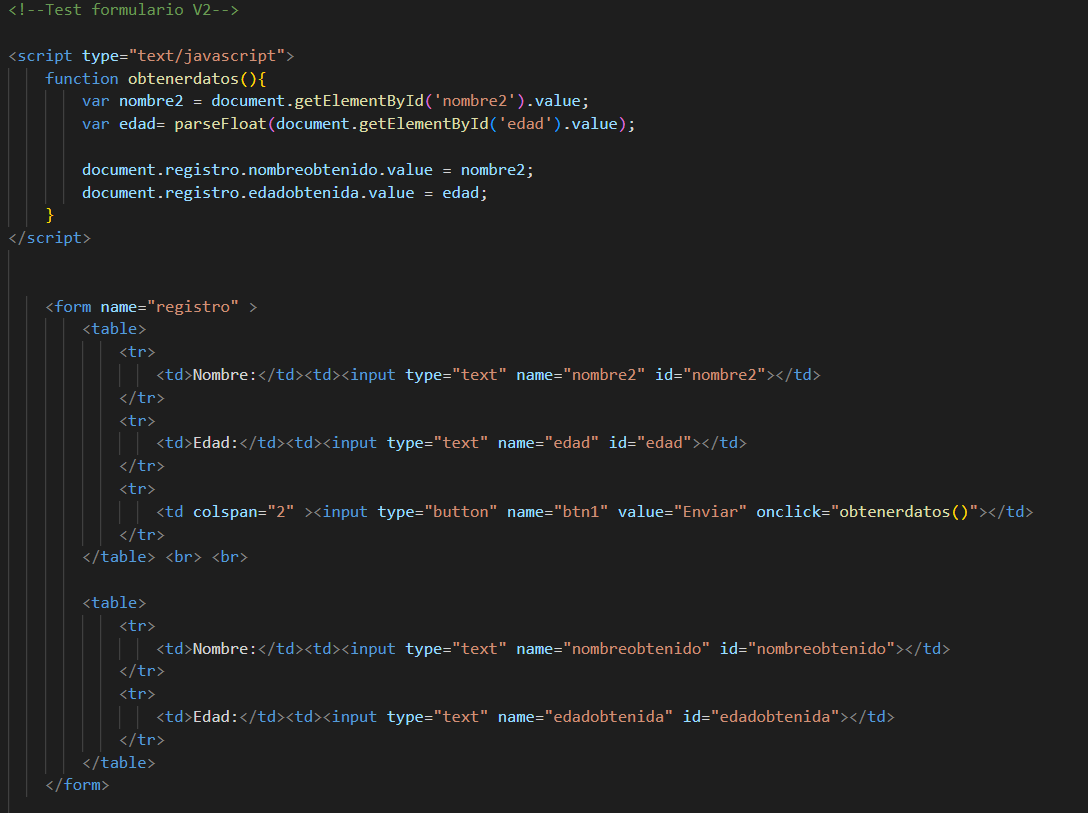 <!--Test formulario V2-->
<script type="text/javascript">
function obtenerdatos(){
var nombre2 = document.getElementById('nombre2').value;
var edad= parseFloat(document.getElementById('edad').value);
document.registro.nombreobtenido.value = nombre2;
document.registro.edadobtenida.value = edad;
}
</script>
<form name="registro" >
<table>
<tr>
<td>Nombre:</td><td><input type="text" name="nombre2" id="nombre2"></td>
</tr>
<tr>
<td>Edad:</td><td><input type="text" name="edad" id="edad"></td>
</tr>
<tr>
<td colspan="2" ><input type="button" name="btn1" value="Enviar" onclick="obtenerdatos()"></td>
</tr>
</table> <br> <br>
<table>
<tr>
<td>Nombre:</td><td><input type="text" name="nombreobtenido" id="nombreobtenido"></td>
</tr>
<tr>
<td>Edad:</td><td><input type="text" name="edadobtenida" id="edadobtenida"></td>
</tr>
</table>
</form>